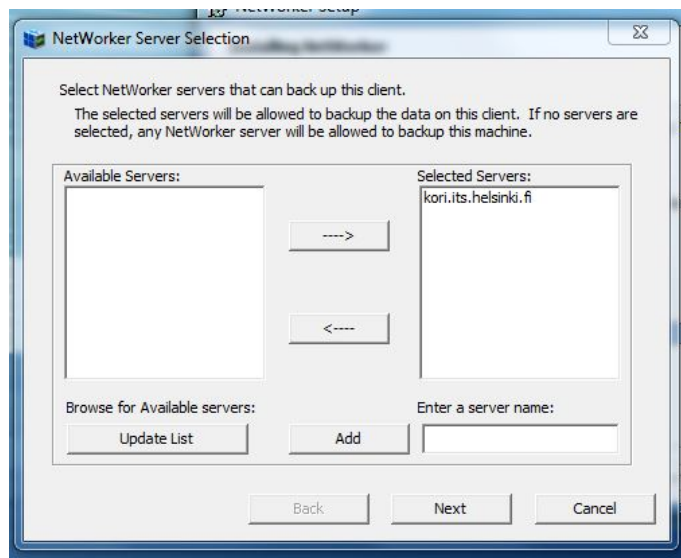 NetWorker Setup
NetWorker Server Selection
Select NetWorker servers that can back up this client.
The selected servers will be allowed to backup the data on this client. If no servers are
selected, any NetWorker server will be allowed to backup this machine.
Available Servers:
Selected Servers:
kori.its.helsinki.fi
---->
<----
Browse for Available servers:
Enter a server name:
Update List
Add
Back
Next
Cancel